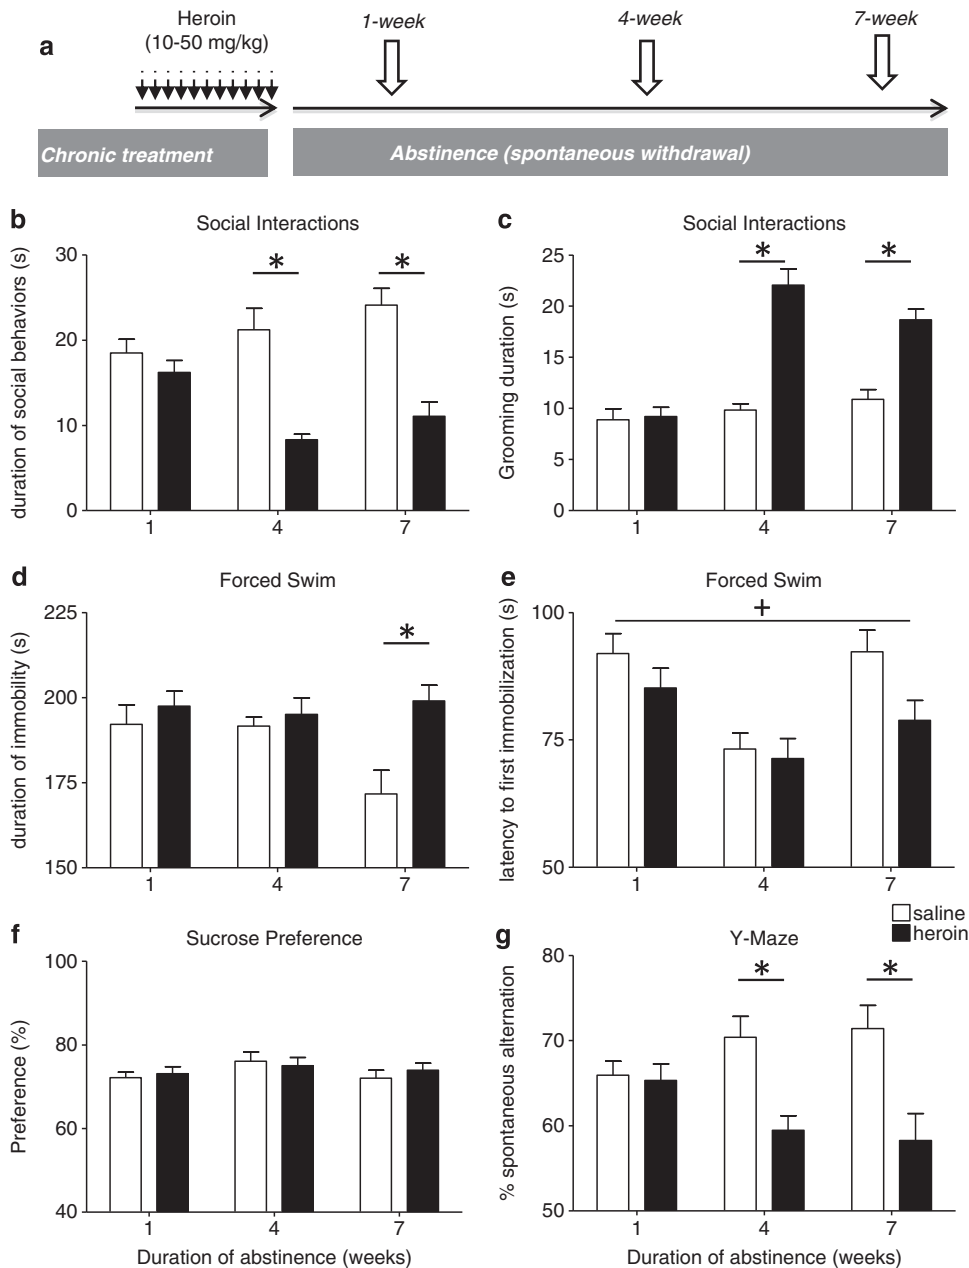 a
Heroin
(10-50 mg/kg)
1-week
4-week
7-week
Chronic treatment
Abstinence (spontaneous withdrawal)
b
Social Interactions
duration of social behaviors (s)
30
20
10
0
*
*
1
4
7
c
Social Interactions
Grooming duration (s)
25
20
15
10
5
0
*
*
1
4
7
d
Forced Swim
duration of immobility (s)
225
200
175
150
*
1
4
7
e
Forced Swim
latency to first immobilization (s)
100
75
50
+
1
4
7
saline
heroin
f
Sucrose Preference
Preference (%)
100
80
60
40
1
4
7
Duration of abstinence (weeks)
g
Y-Maze
% spontaneous alternation
80
70
60
50
*
*
1
4
7
Duration of abstinence (weeks)